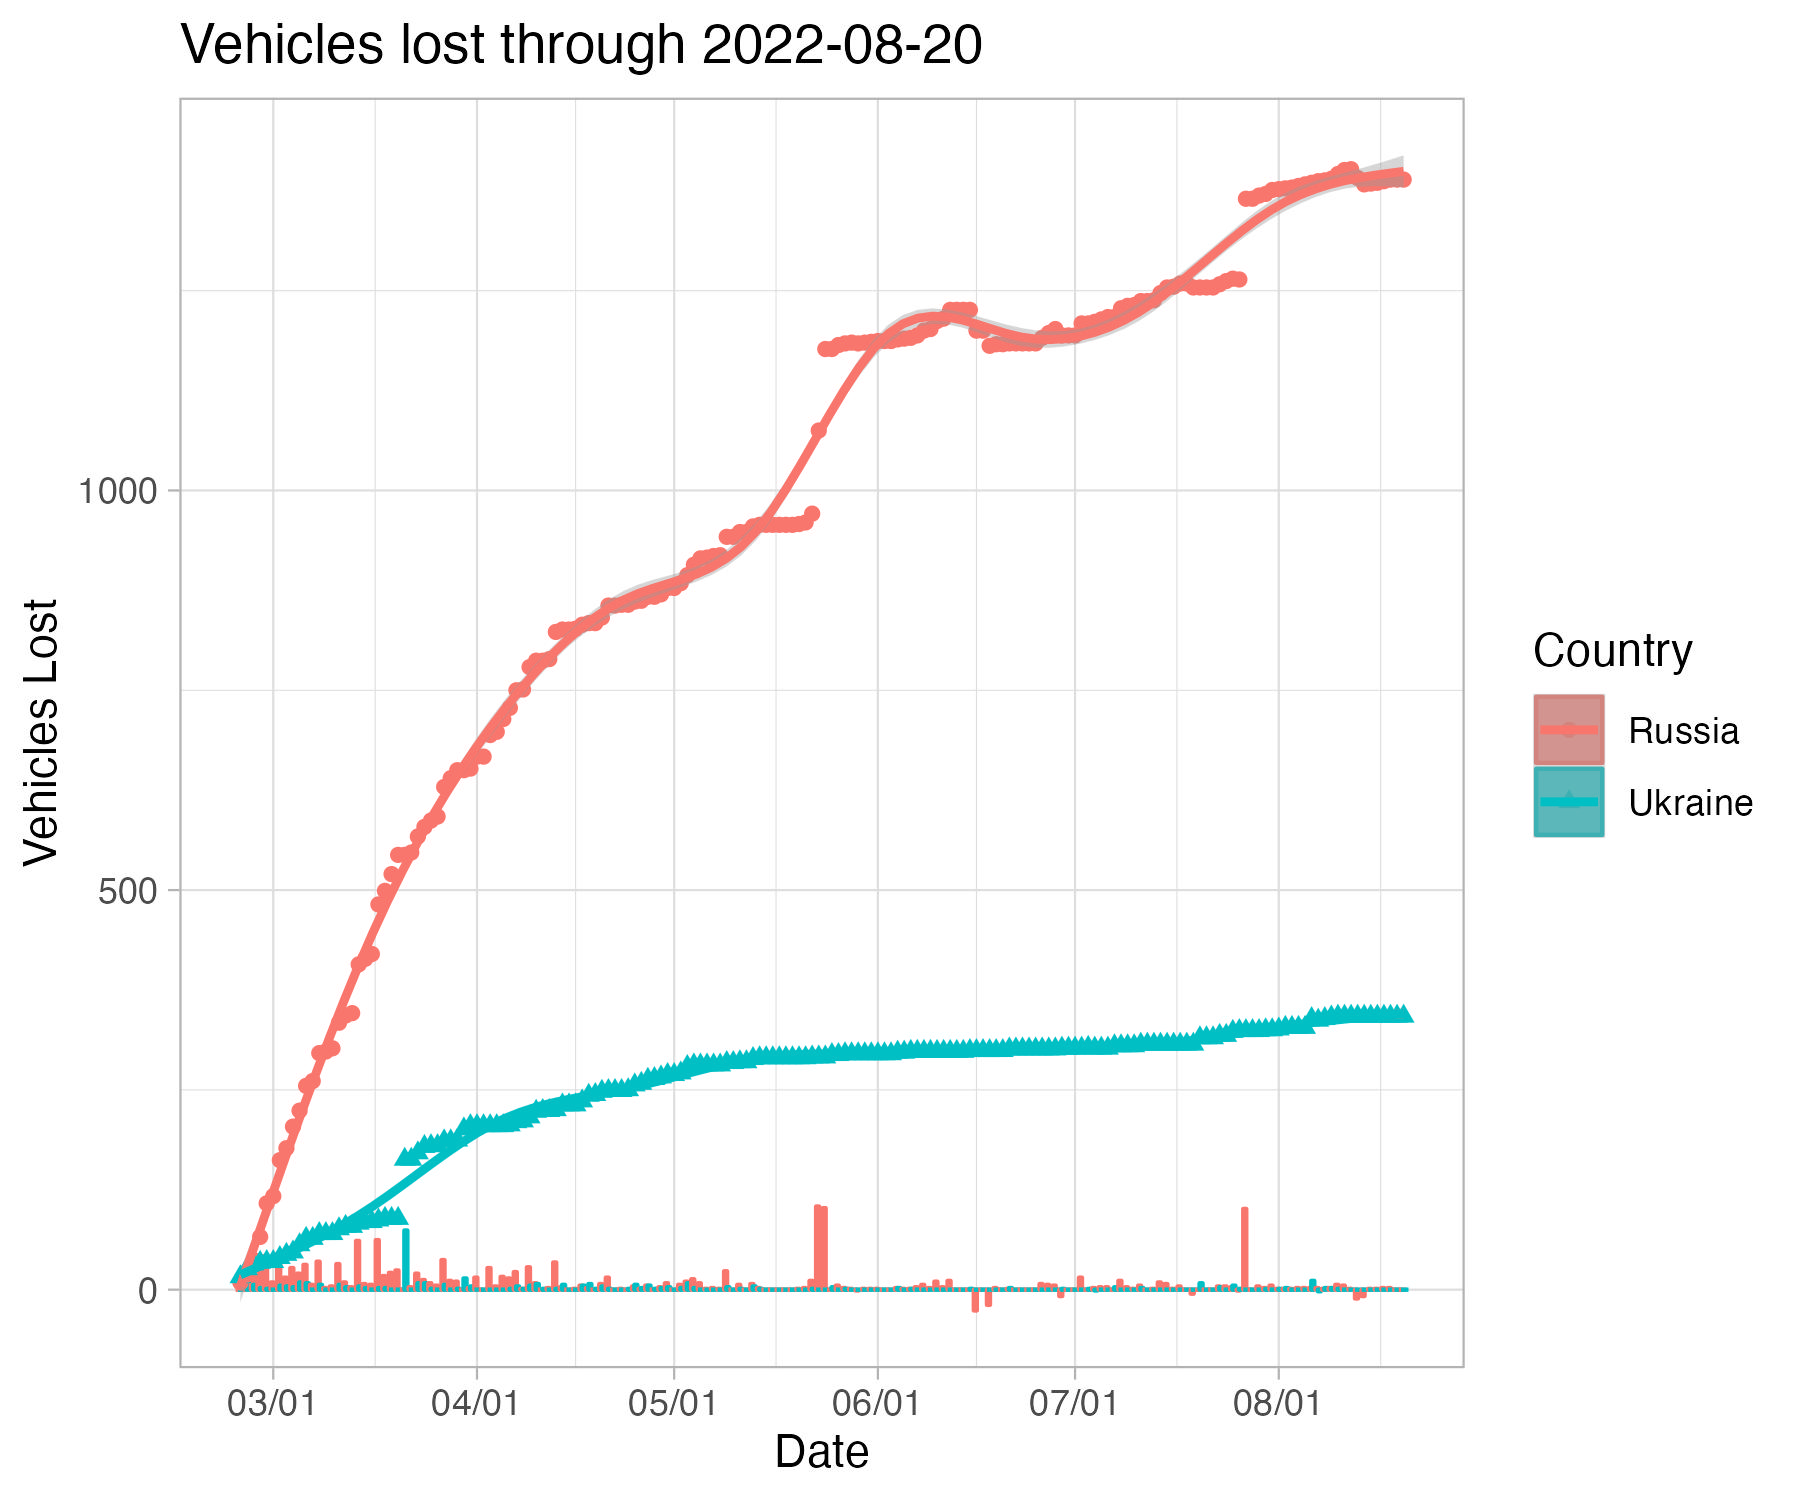 Vehicles lost through 2022-08-20
Vehicles Lost
1000
500
0
03/01 04/01 05/01 06/01 07/01 08/01
Date
Country
Russia
Ukraine